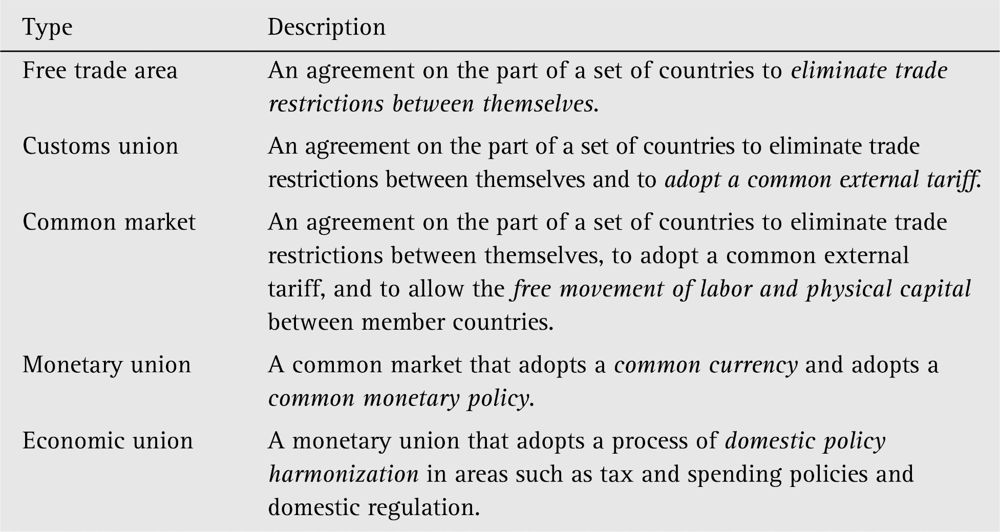 Type Description
Free trade area An agreement on the part of a set of countries to eliminate trade
restrictions between themselves.
Customs union An agreement on the part of a set of countries to eliminate trade
restrictions between themselves and to adopt a common external tariff.
Common market An agreement on the part of a set of countries to eliminate trade
restrictions between themselves, to adopt a common external
tariff, and to allow the free movement of labor and physical capital
between member countries.
Monetary union A common market that adopts a common currency and adopts a
common monetary policy.
Economic union A monetary union that adopts a process of domestic policy
harmonization in areas such as tax and spending policies and
domestic regulation.